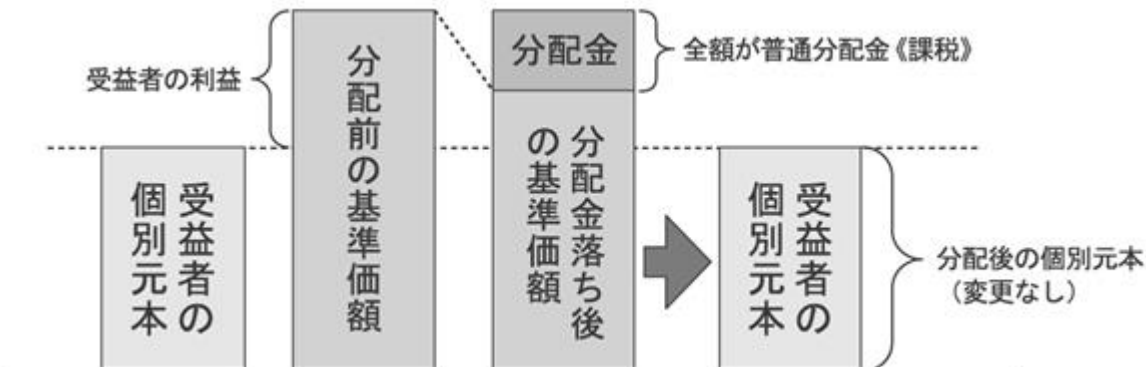 受益者の利益
分配前の基準価額
分配金
全額が普通分配金《課税》
受益者の
個別元本
分配金落ち後
の基準価額
受益者の
個別元本
分配後の個別元本
（変更なし）